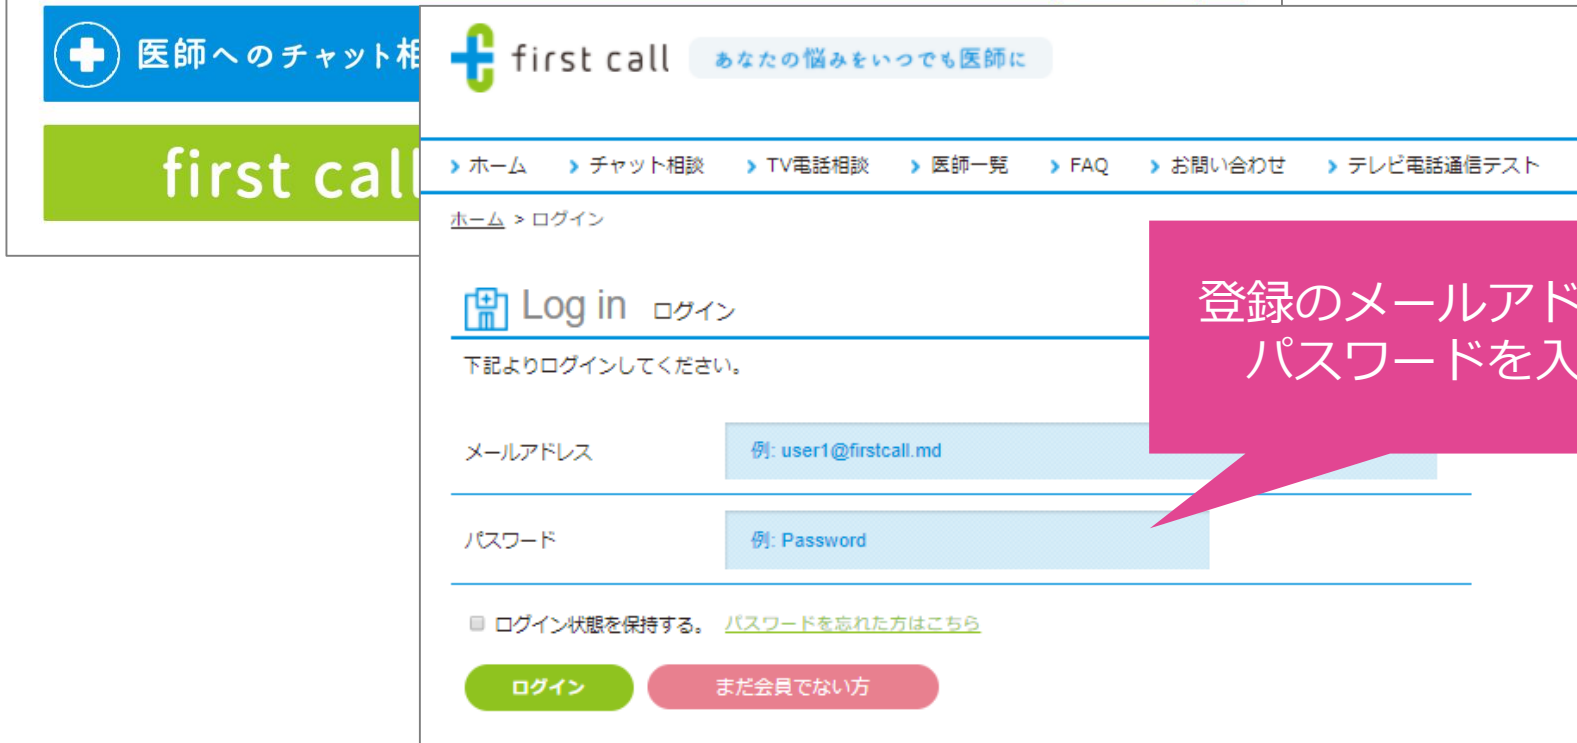 医師へのチャット相
first call
first call
あなたの悩みをいつでも医師に
ホーム
チャット相談
TV電話相談
医師一覧
FAQ
お問い合わせ
テレビ電話通信テスト
ホーム > ログイン
Log in ログイン
下記よりログインしてください。
登録のメールアド
パスワードを入
メールアドレス
例: user1@firstcall.md
パスワード
例: Password
ログイン状態を保持する。
パスワードを忘れた方はこちら
ログイン
まだ会員でない方